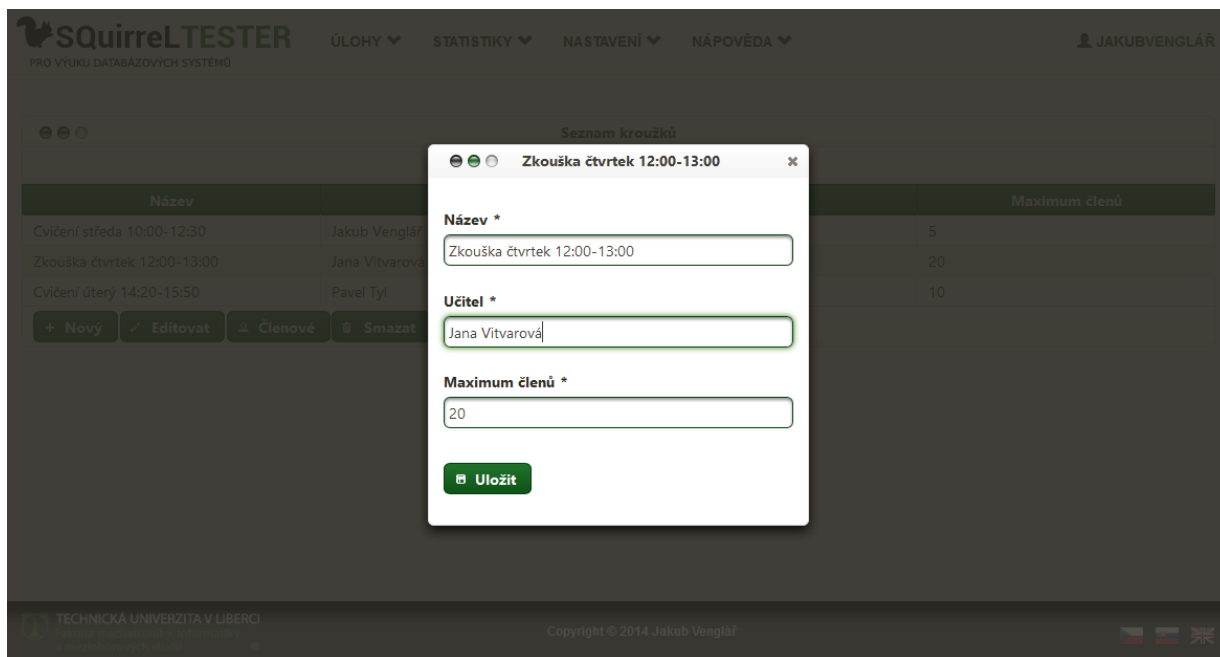 SQuirreLTESTER
PRO VÝUKU DATABÁZOVÝCH SYSTÉMŮ
ÚLOHY STATISTIKY NASTAVENÍ NÁPOVĚDA JAKUBVENGLÁŘ
Seznam kroužků
Název Maximum členů
Cvičení středa 10:00-12:30 Jakub Venglář 5
Zkouška čtvrtek 12:00-13:00 Jana Vitvarová 20
Cvičení úterý 14:20-15:50 Pavel Tyl 10
+ Nový Editovat Členové Smazat
Zkouška čtvrtek 12:00-13:00
Název *
Zkouška čtvrtek 12:00-13:00
Učitel *
Jana Vitvarová
Maximum členů *
20
Uložit
TECHNICKÁ UNIVERZITA V LIBERCI
Copyright © 2014 Jakub Venglář